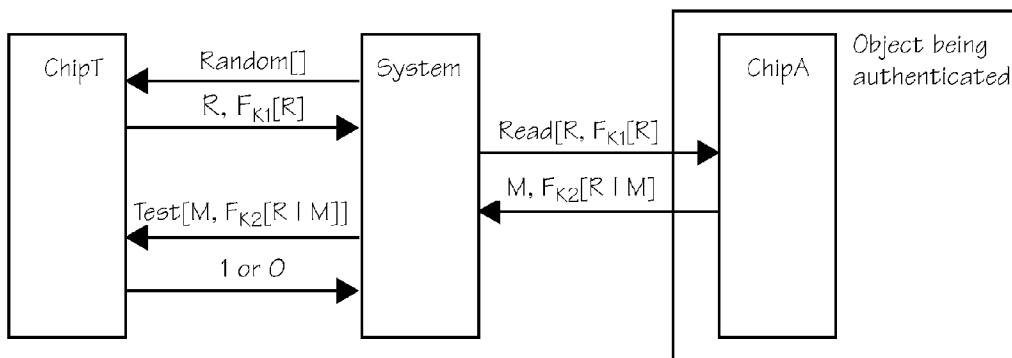 ChipT
Random[]
System
ChipA
Object being
authenticated
R, F_K1[R]
Read[R, F_K1[R]
M, F_K2[R | M]
Test[M, F_K2[R | M]]
1 or 0